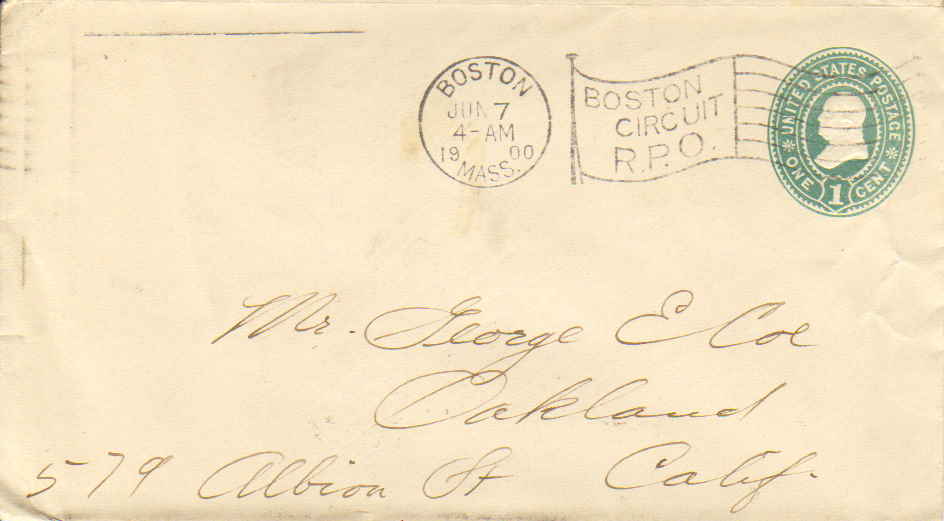 BOSTON
JUN 7
4-AM
19 00
MASS.
BOSTON
CIRCUIT
R.P.O.
UNITED STATES POSTAGE
ONE 1 CENT
Mr. George E Coe
Oakland
579 Albion St Calif.